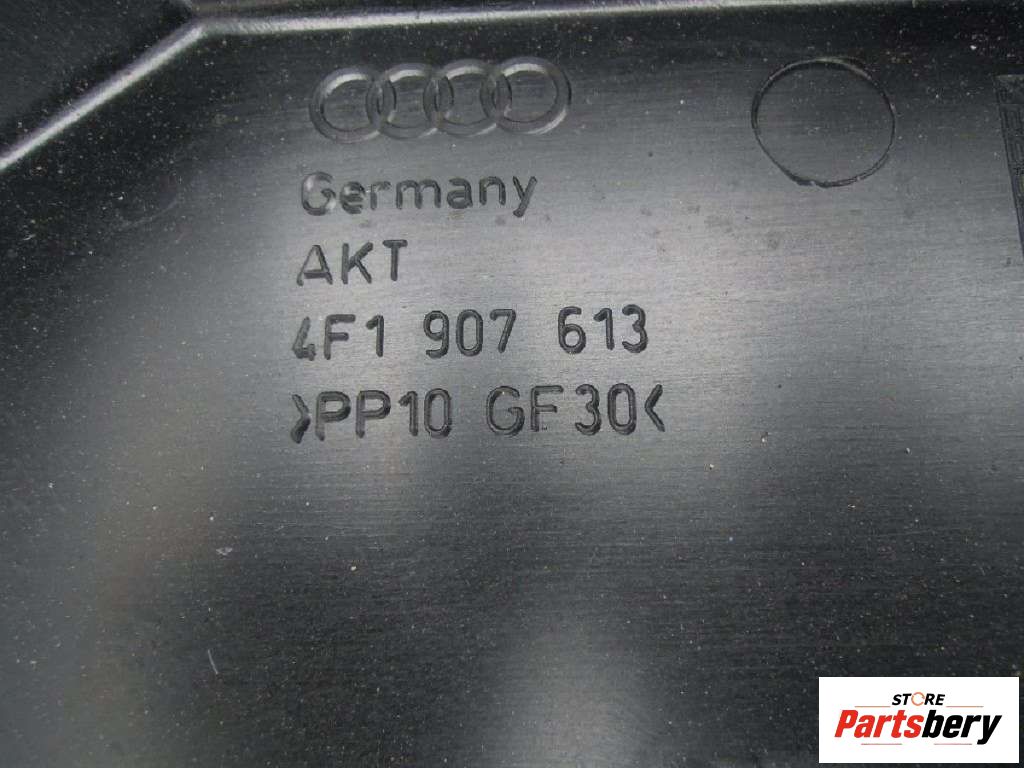 Germany
AKT
4F1 907 613
>PP10 GF30<
STORE
Partsbery